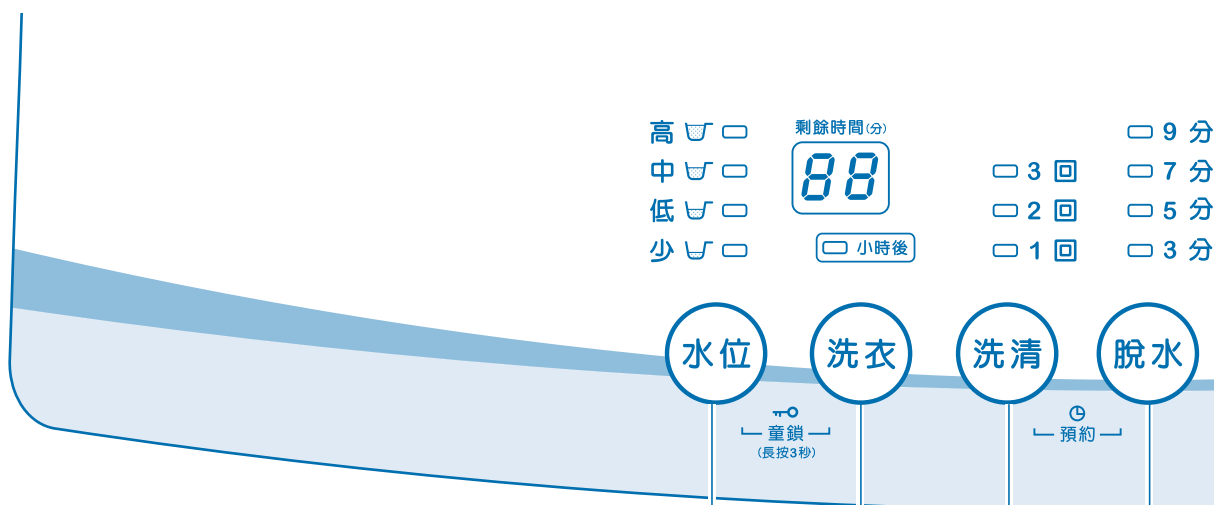 高
中
低
少
剩餘時間(分)
88
小時後
3 回
2 回
1 回
9 分
7 分
5 分
3 分
水位
洗衣
洗清
脫水
童鎖
(長按3秒)
預約